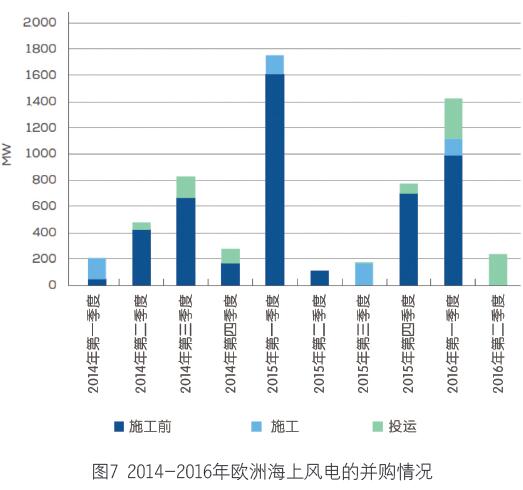 2000
1800
1600
1400
1200
1000
800
600
400
200
0
MW
2014年第一季度
2014年第二季度
2014年第三季度
2014年第四季度
2015年第一季度
2015年第二季度
2015年第三季度
2015年第四季度
2016年第一季度
2016年第二季度
施工前 施工 投运
图7 2014-2016年欧洲海上风电的并购情况